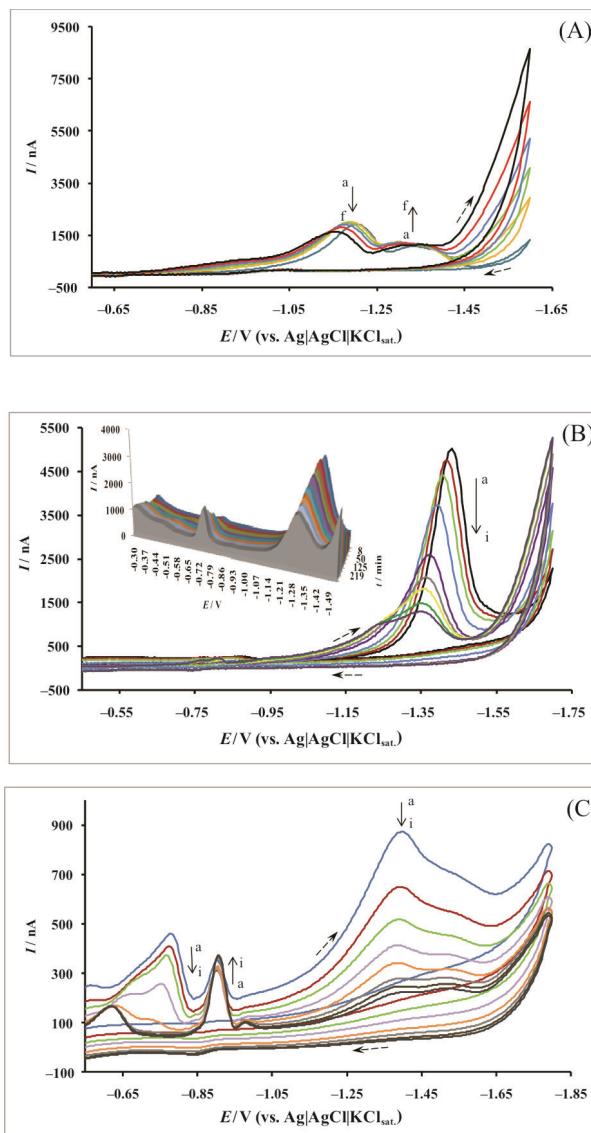 (A)
9500
7500
5500
3500
1500
−500
I / nA
a
f
f
a
−0.65 −0.85 −1.05 −1.25 −1.45 −1.65
E/V (vs. Ag|AgCl|KClsat.)
(B)
5500
4500
3500
2500
1500
500
−500
I / nA
4000
3000
2000
1000
0
I / nA
−0.30
−0.37
−0.44
−0.51
−0.58
−0.65
−0.72
−0.79
−0.86
−0.93
−1.00
−1.07
−1.14
−1.21
−1.28
−1.35
−1.42
−1.49
E/V
8
50
125
219
t / min
a
i
−0.55 −0.75 −0.95 −1.15 −1.35 −1.55 −1.75
E/V (vs. Ag|AgCl|KClsat.)
(C)
900
700
500
300
100
−100
I / nA
a
i
a
i
i
a
−0.65 −0.85 −1.05 −1.25 −1.45 −1.65 −1.85
E/V (vs. Ag|AgCl|KClsat.)